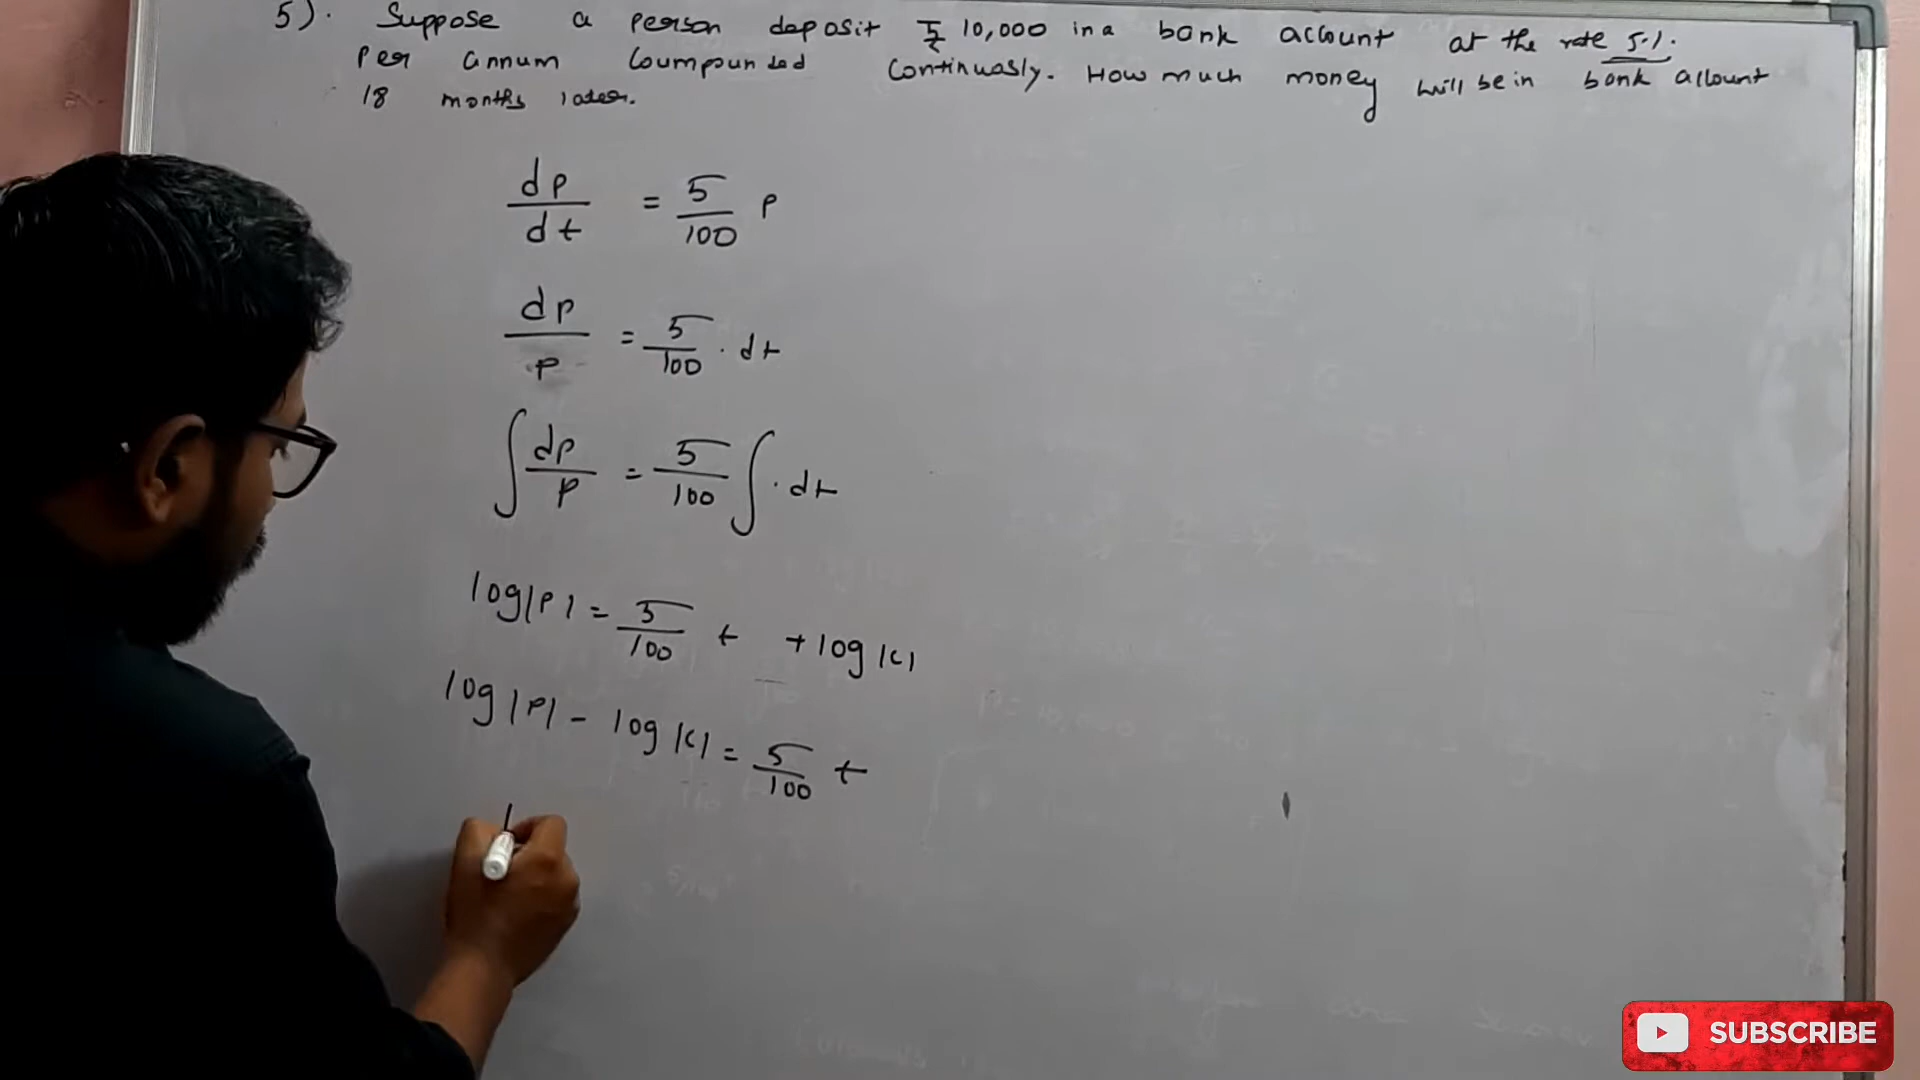 5). Suppose a person deposit ₹ 10,000 in a bank account at the rate 5%.
per annum Coumpounded Continuasly. How much money will be in bank account
18 months later.
dp/dt = 5/100 P
dp/P = 5/100 . dt
∫ dp/P = 5/100 ∫ . dt
log|P| = 5/100 t + log|C|
log|P| - log|C| = 5/100 t
SUBSCRIBE